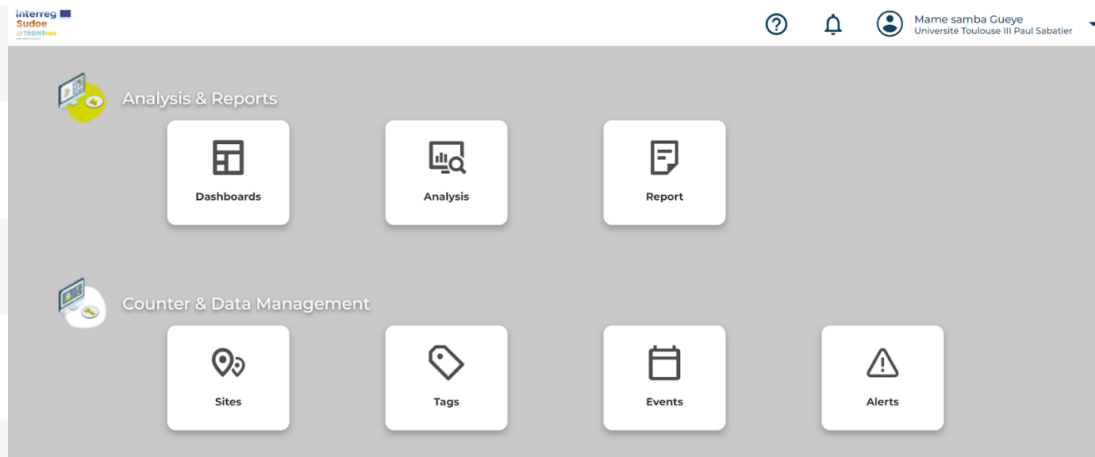 Interreg
Sudoe
TRANSnet
Mame samba Gueye
Université Toulouse III Paul Sabatier
Analysis & Reports
Dashboards
Analysis
Report
Counter & Data Management
Sites
Tags
Events
Alerts